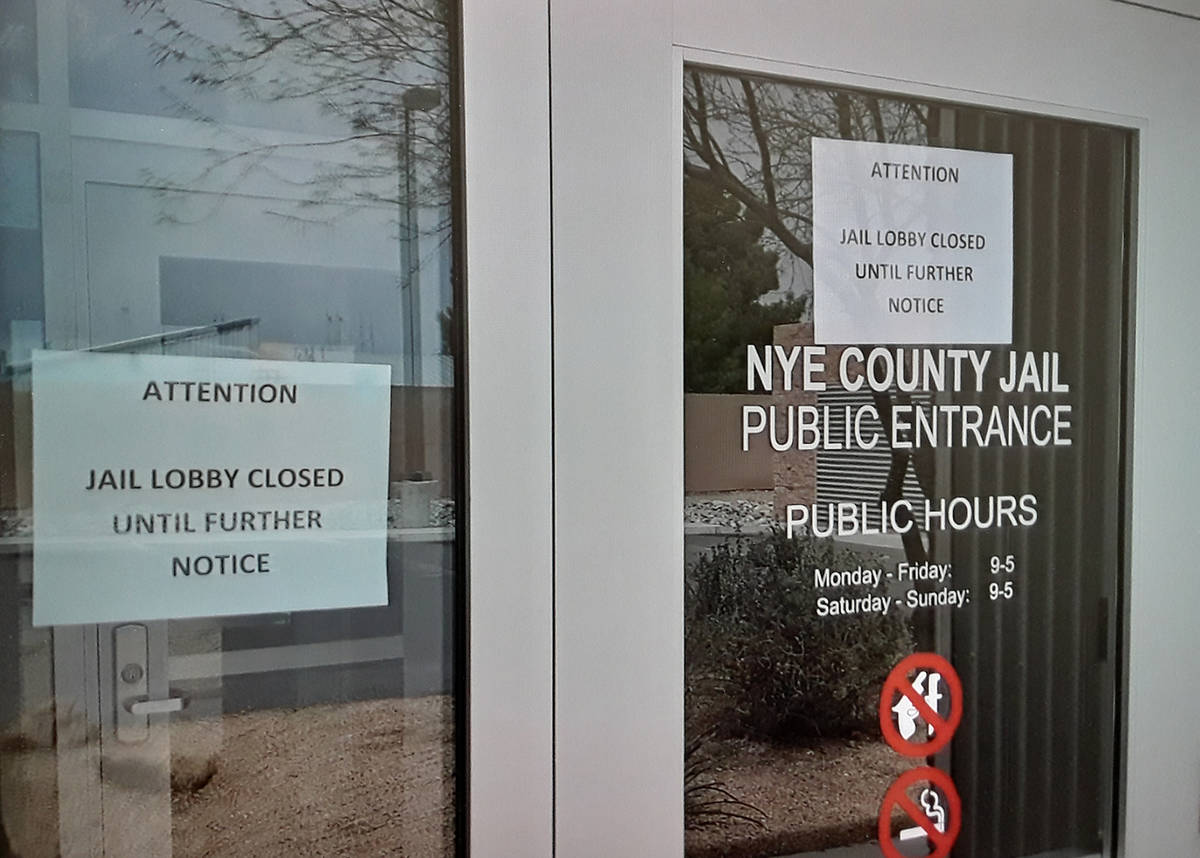 ATTENTION
JAIL LOBBY CLOSED
UNTIL FURTHER
NOTICE
ATTENTION
JAIL LOBBY CLOSED
UNTIL FURTHER
NOTICE
NYE COUNTY JAIL
PUBLIC ENTRANCE
PUBLIC HOURS
Monday - Friday: 9-5
Saturday - Sunday: 9-5